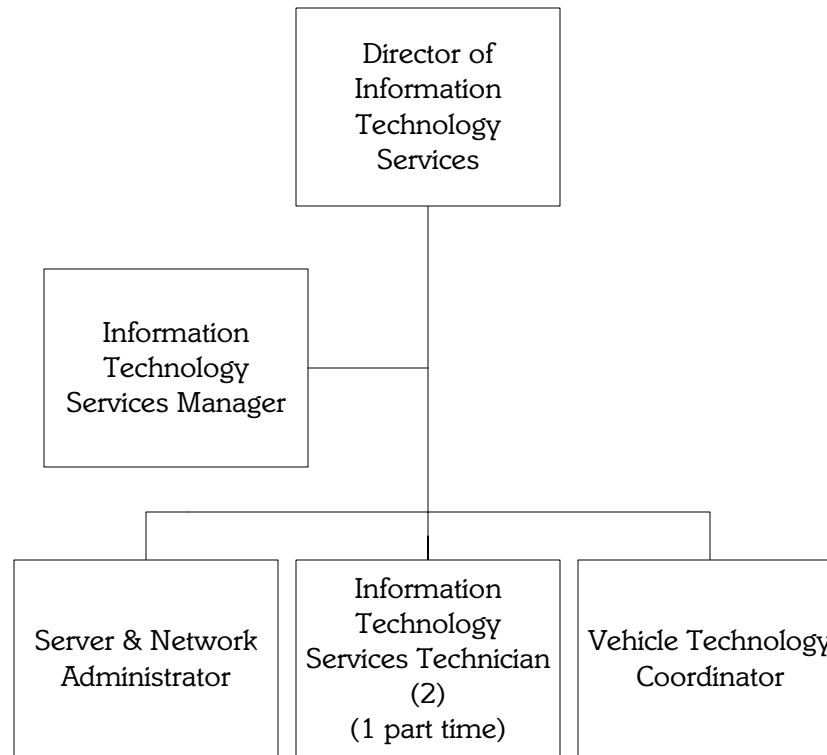 Director of
Information
Technology
Services
Information
Technology
Services Manager
Server & Network
Administrator
Information
Technology
Services Technician
(2)
(1 part time)
Vehicle Technology
Coordinator